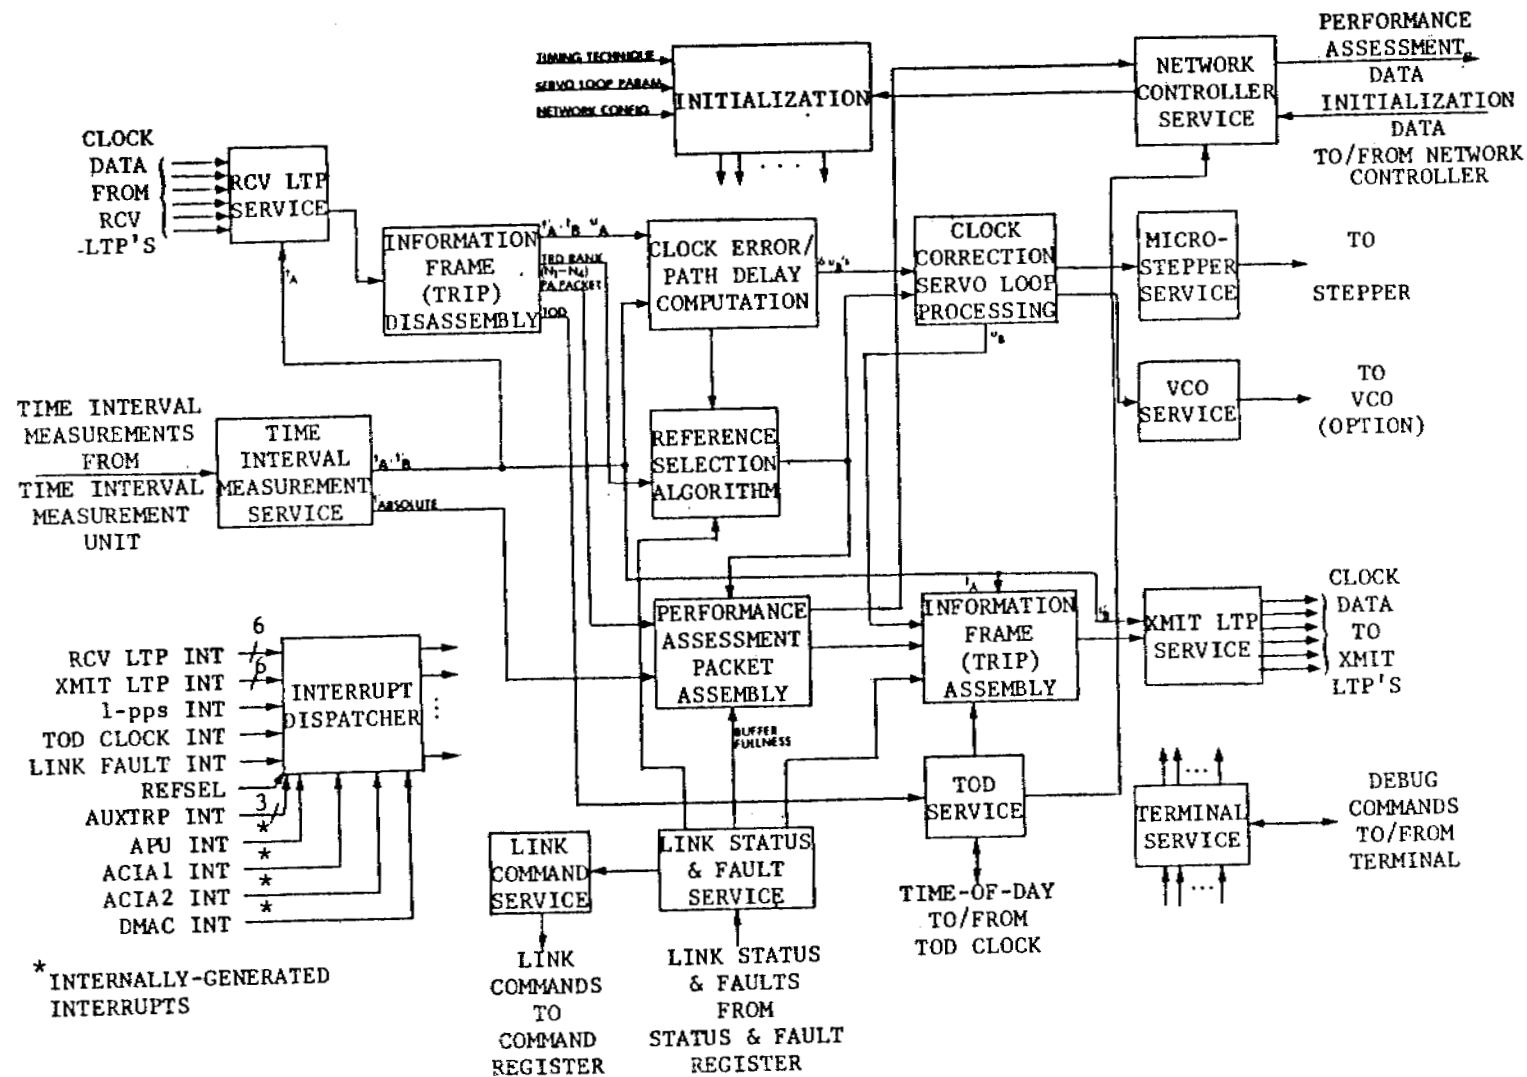 TIMING TECHNIQUE
SERVO LOOP PARAM
NETWORK CONFIG
INITIALIZATION
NETWORK
CONTROLLER
SERVICE
PERFORMANCE
ASSESSMENT
DATA
INITIALIZATION
DATA
TO/FROM NETWORK
CONTROLLER
CLOCK
DATA
FROM
RCV
-LTP'S
RCV LTP
SERVICE
INFORMATION
FRAME
(TRIP)
DISASSEMBLY
TRD RANK
(N1-N4)
PA PACKET
TOD
CLOCK ERROR/
PATH DELAY
COMPUTATION
CLOCK
CORRECTION
SERVO LOOP
PROCESSING
MICRO-
STEPPER
SERVICE
TO
STEPPER
VCO
SERVICE
TO
VCO
(OPTION)
TIME INTERVAL
MEASUREMENTS
FROM
TIME INTERVAL
MEASUREMENT
UNIT
TIME
INTERVAL
MEASUREMENT
SERVICE
ABSOLUTE
REFERENCE
SELECTION
ALGORITHM
PERFORMANCE
ASSESSMENT
PACKET
ASSEMBLY
BUFFER
FULLNESS
INFORMATION
FRAME
(TRIP)
ASSEMBLY
XMIT LTP
SERVICE
CLOCK
DATA
TO
XMIT
LTP'S
RCV LTP INT
6
XMIT LTP INT
6
1-pps INT
TOD CLOCK INT
LINK FAULT INT
REFSEL
AUXTRP INT
3
APU INT
*
ACIA1 INT
*
ACIA2 INT
*
DMAC INT
*
INTERRUPT
DISPATCHER
*INTERNALLY-GENERATED
INTERRUPTS
LINK
COMMAND
SERVICE
LINK
COMMANDS
TO
COMMAND
REGISTER
LINK STATUS
& FAULT
SERVICE
LINK STATUS
& FAULTS
FROM
STATUS & FAULT
REGISTER
TOD
SERVICE
TIME-OF-DAY
TO/FROM
TOD CLOCK
TERMINAL
SERVICE
DEBUG
COMMANDS
TO/FROM
TERMINAL